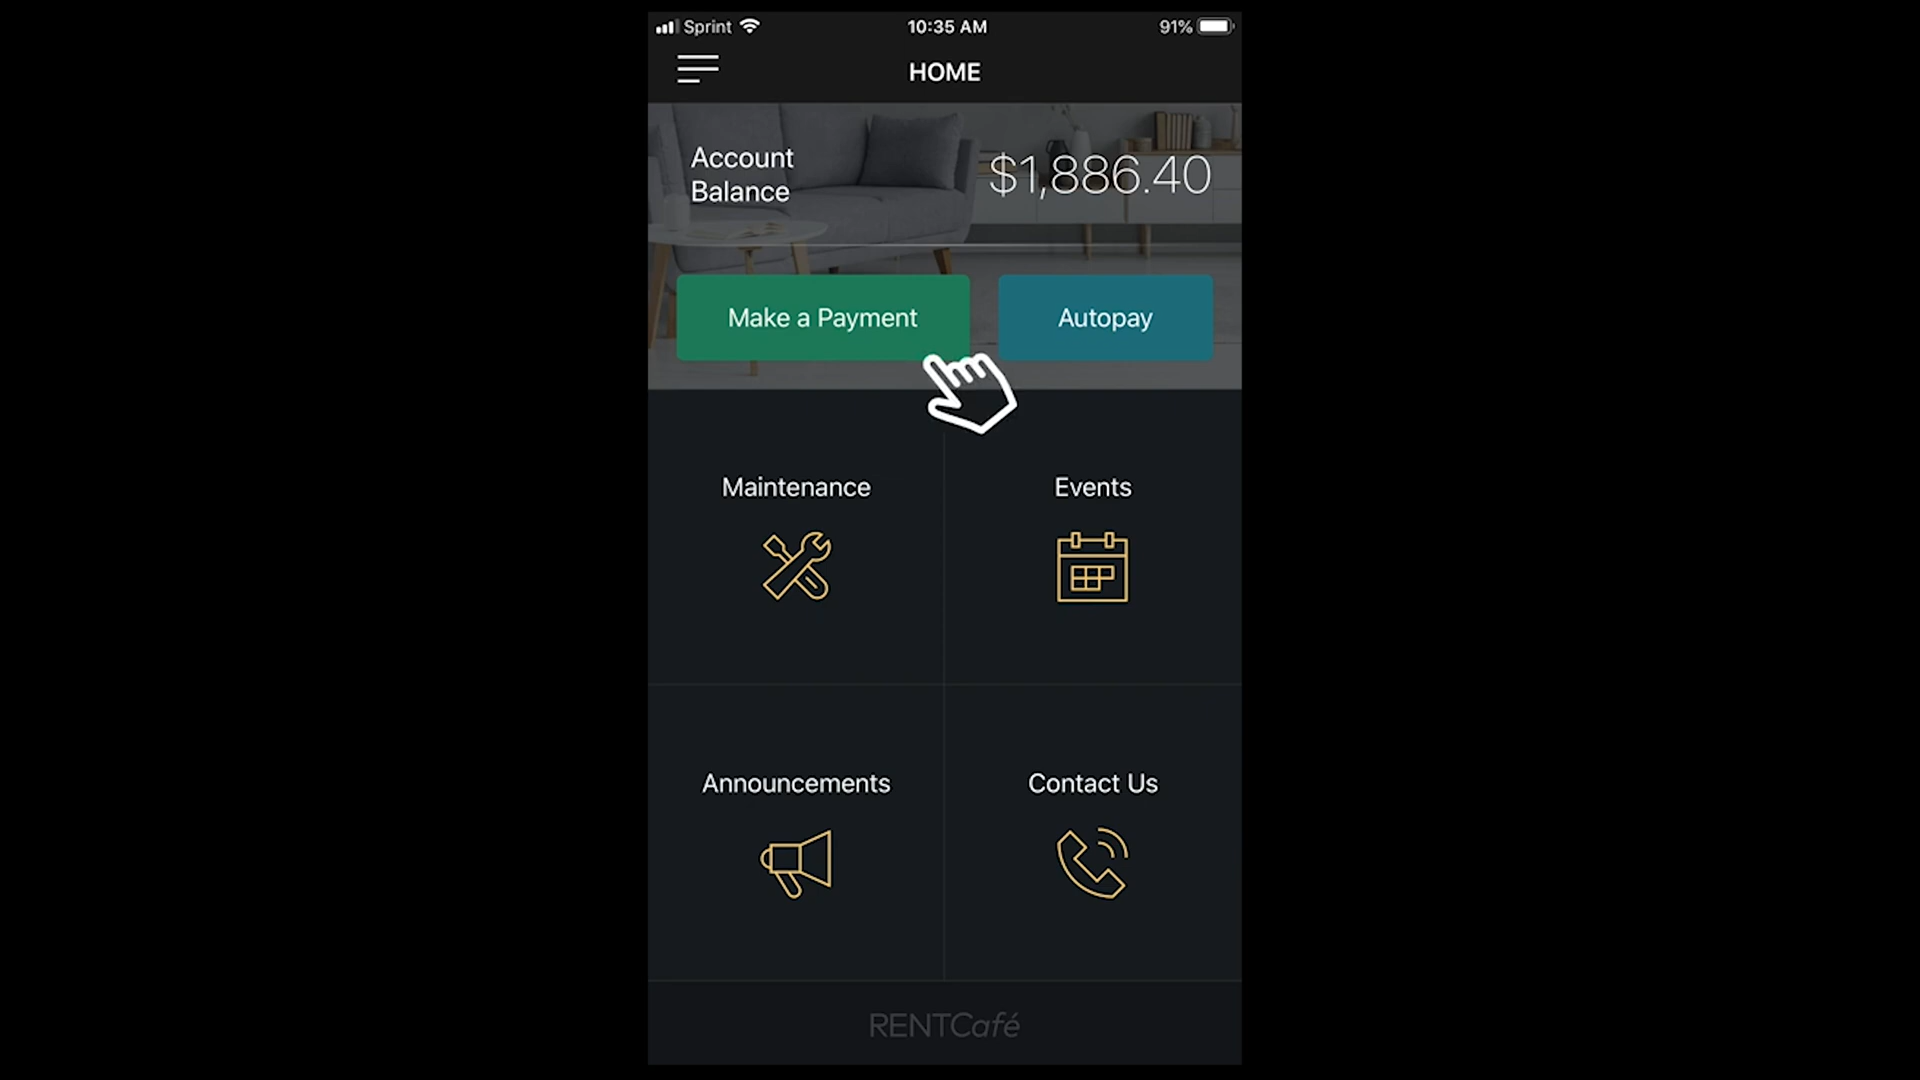 Sprint 10:35 AM 91%
HOME
Account
Balance
$1,886.40
Make a Payment
Autopay
Maintenance
Events
Announcements
Contact Us
RENTCafé